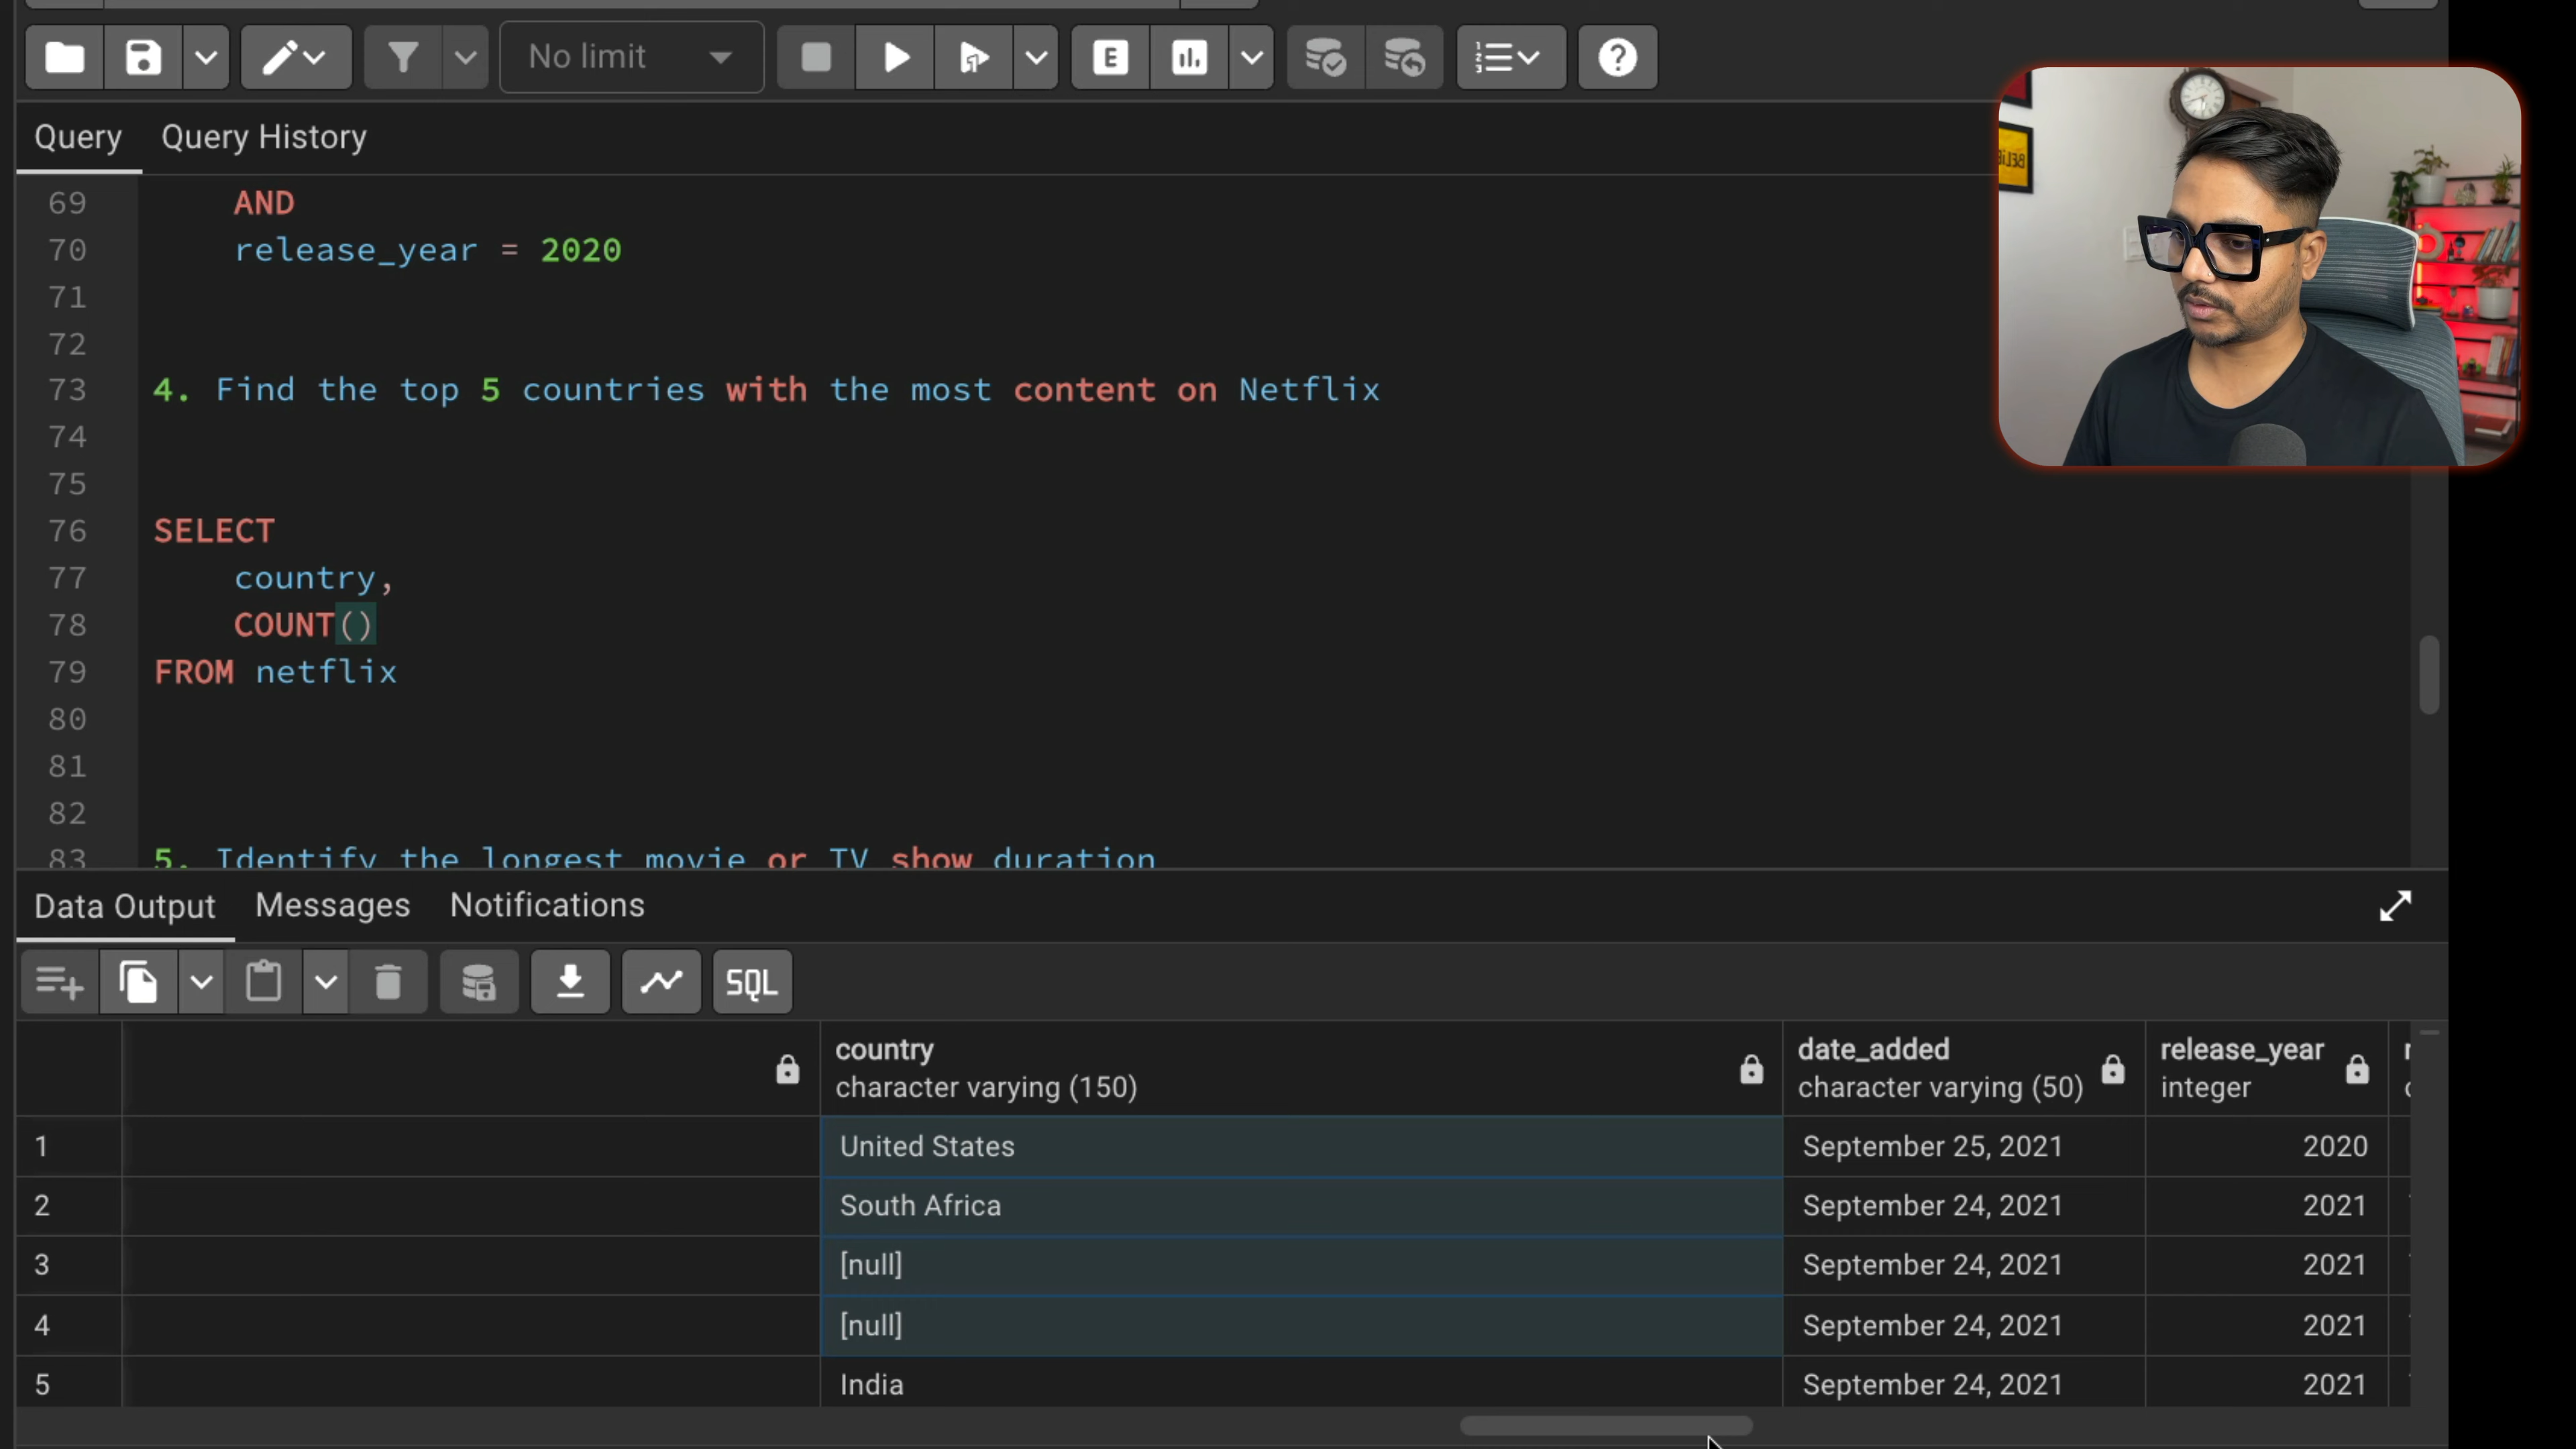 No limit
E
Query Query History
69 AND
70 release_year = 2020
71
72
73 4. Find the top 5 countries with the most content on Netflix
74
75
76 SELECT
77 country,
78 COUNT()
79 FROM netflix
80
81
82
83 5. Identify the longest movie or TV show duration
Data Output Messages Notifications
SQL
country date_added release_year
character varying (150) character varying (50) integer
1 United States September 25, 2021 2020
2 South Africa September 24, 2021 2021
3 [null] September 24, 2021 2021
4 [null] September 24, 2021 2021
5 India September 24, 2021 2021